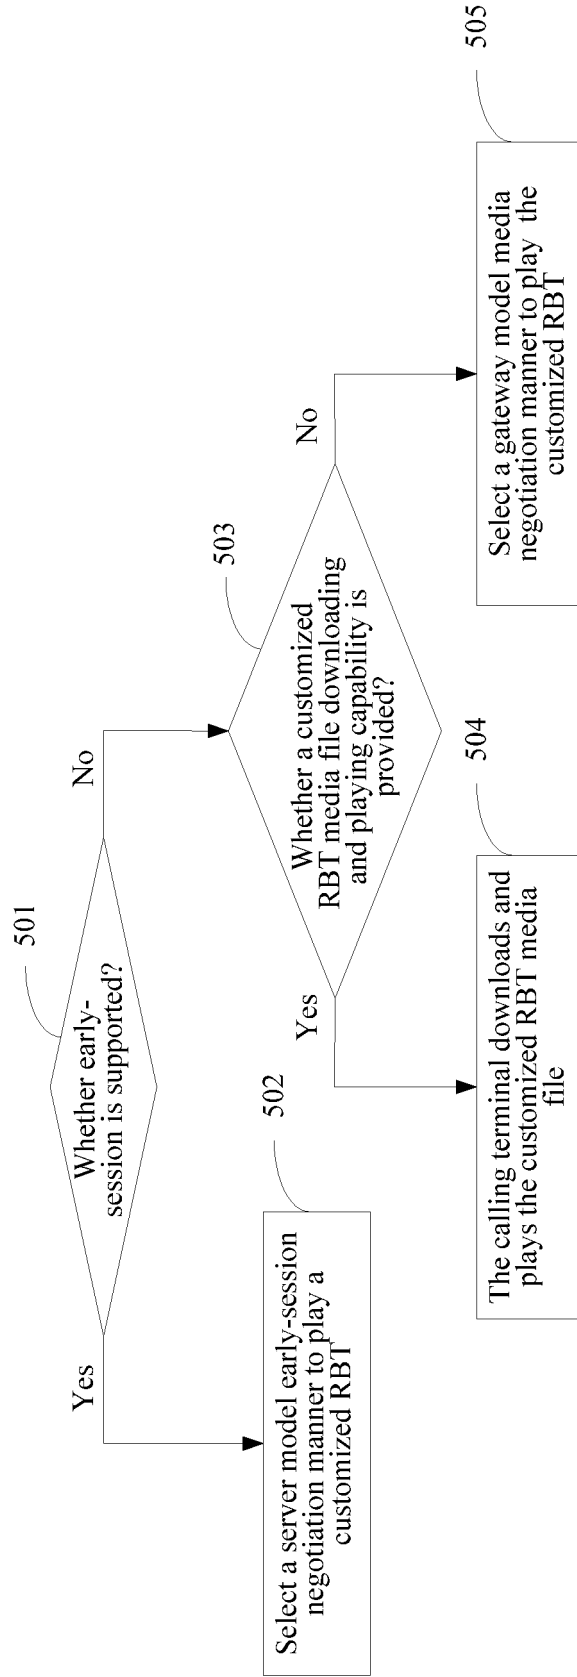 501
Whether early-
session is supported?
Yes
No
502
Select a server model early-session
negotiation manner to play a
customized RBT
503
Whether a customized
RBT media file downloading
and playing capability is
provided?
Yes
No
504
The calling terminal downloads and
plays the customized RBT media
file
505
Select a gateway model media
negotiation manner to play the
customized RBT